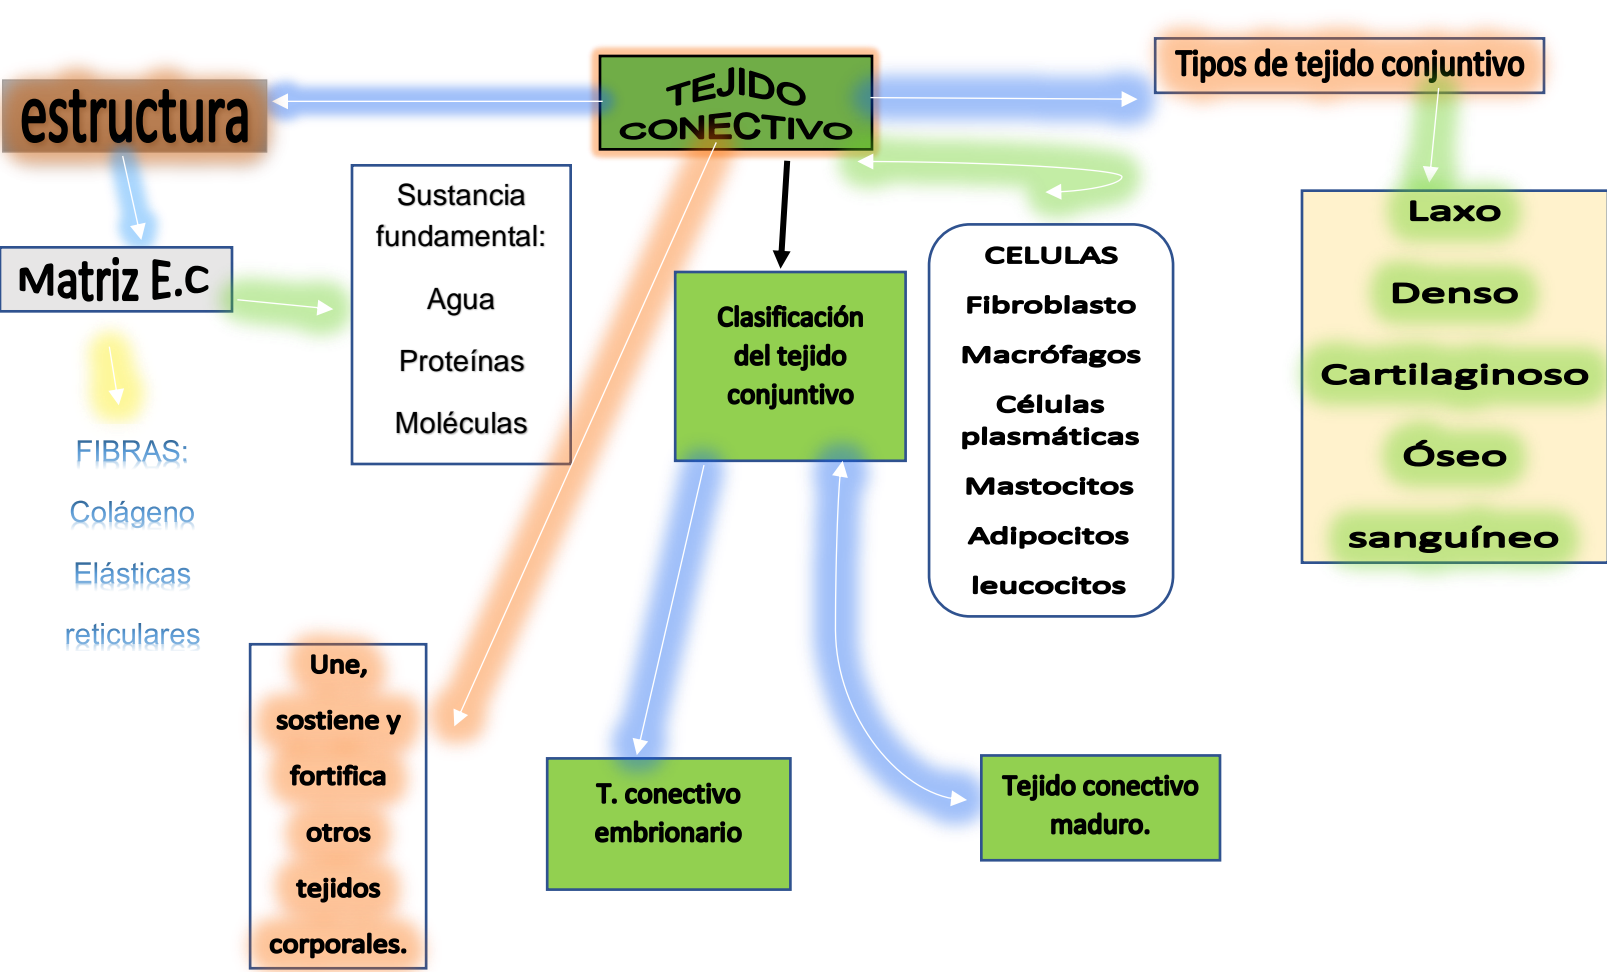 TEJIDO
CONECTIVO
Tipos de tejido conjuntivo
estructura
Sustancia
fundamental:
Agua
Proteínas
Moléculas
Matriz E.C
FIBRAS:
Colágeno
Elásticas
reticulares
Clasificación
del tejido
conjuntivo
CELULAS
Fibroblasto
Macrófagos
Células
plasmáticas
Mastocitos
Adipocitos
leucocitos
Laxo
Denso
Cartilaginoso
Óseo
sanguíneo
Une,
sostiene y
fortifica
otros
tejidos
corporales.
T. conectivo
embrionario
Tejido conectivo
maduro.